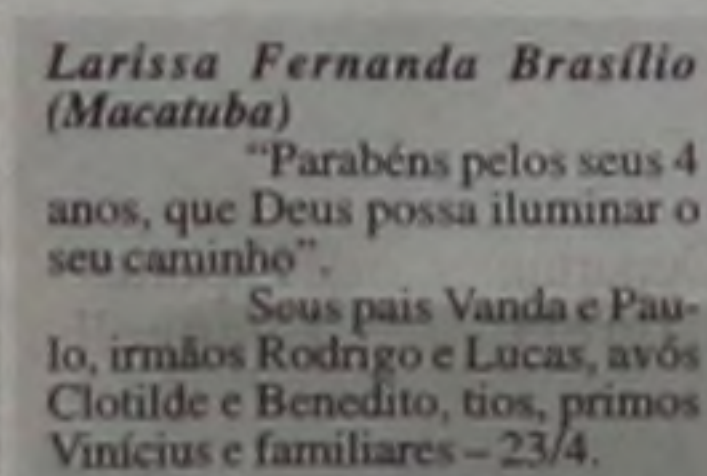 Larissa Fernanda Brasílio
(Macatuba)
"Parabéns pelos seus 4
anos, que Deus possa iluminar o
seu caminho".
Seus pais Vanda e Pau-
lo, irmãos Rodrigo e Lucas, avós
Clotilde e Benedito, tios, primos
Vinícius e familiares – 23/4.